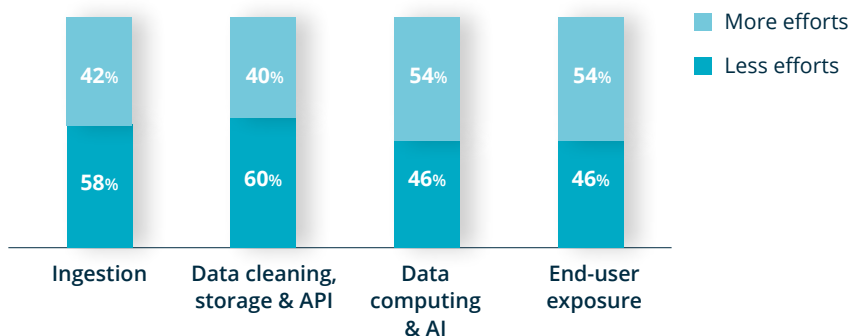 More efforts
Less efforts
42%
40%
54%
54%
58%
60%
46%
46%
Ingestion
Data cleaning,
storage & API
Data
computing
& AI
End-user
exposure